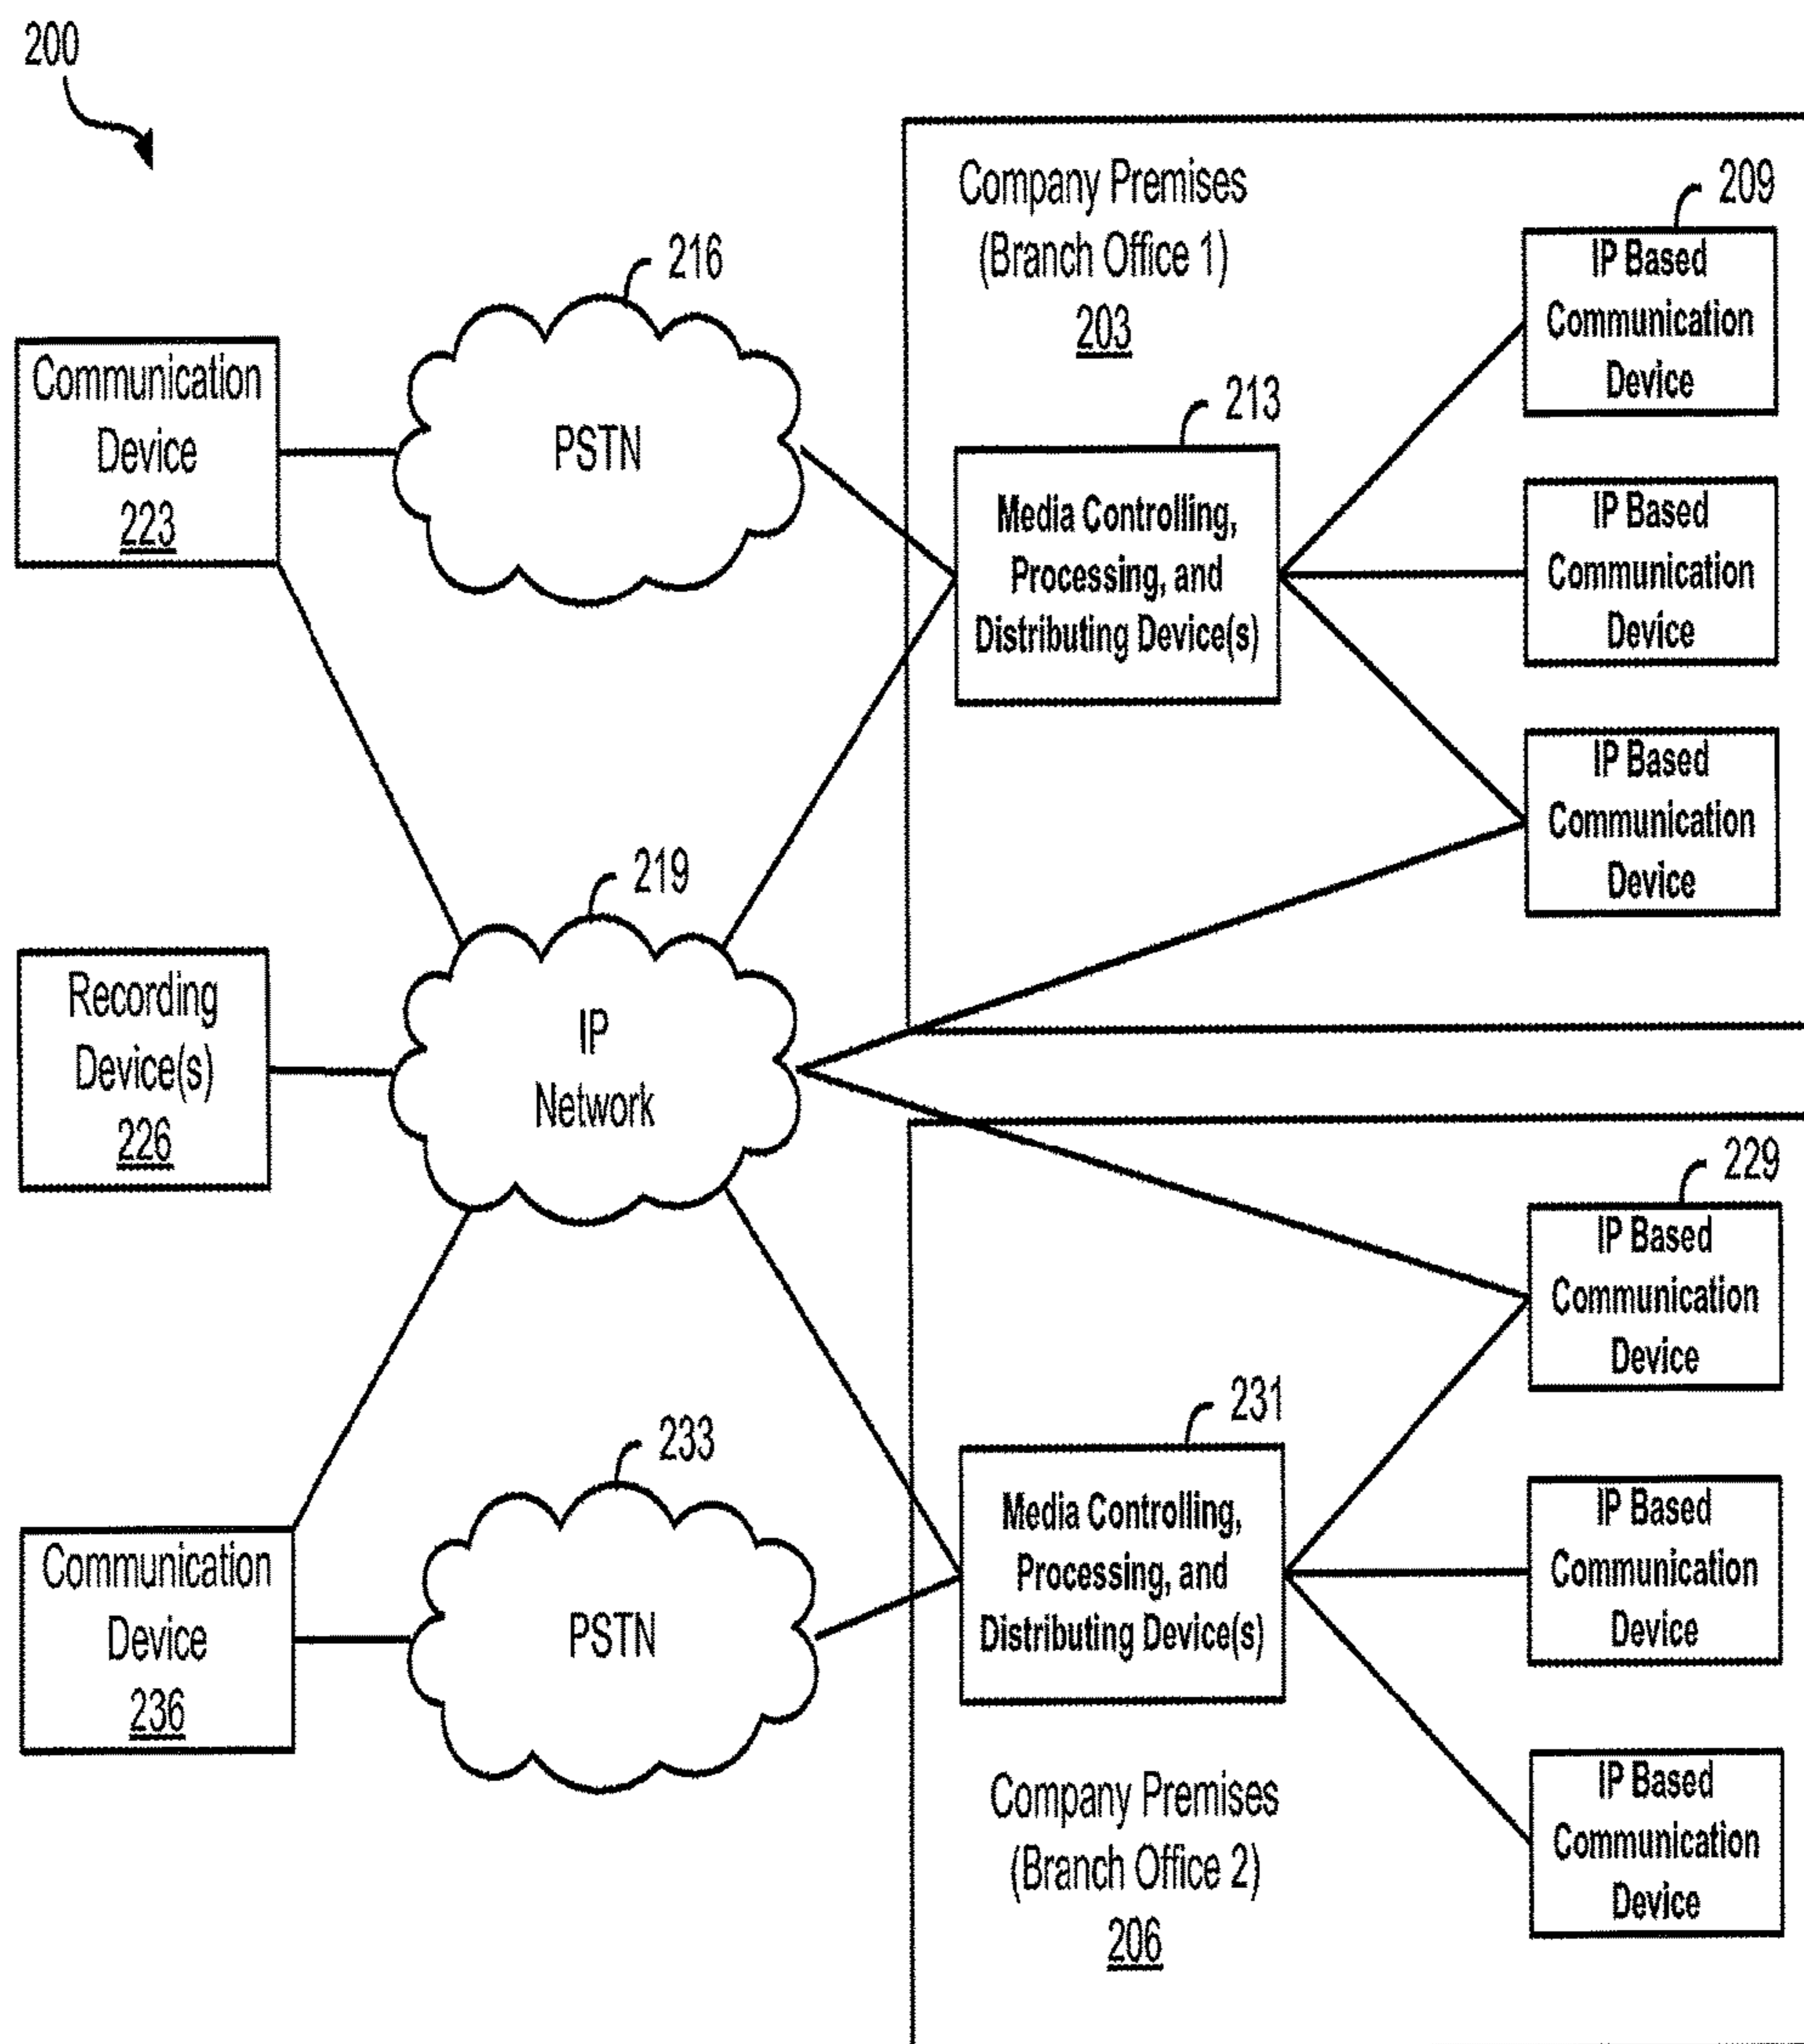 200
Company Premises
(Branch Office 1)
203
209
IP Based
Communication
Device
216
PSTN
Communication
Device
223
213
Media Controlling,
Processing, and
Distributing Device(s)
IP Based
Communication
Device
IP Based
Communication
Device
219
IP
Network
Recording
Device(s)
226
229
IP Based
Communication
Device
231
Media Controlling,
Processing, and
Distributing Device(s)
233
PSTN
Communication
Device
236
IP Based
Communication
Device
Company Premises
(Branch Office 2)
206
IP Based
Communication
Device